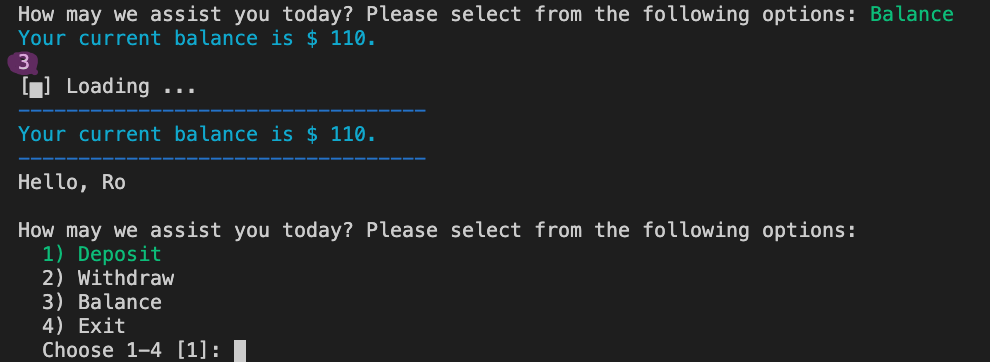 How may we assist you today? Please select from the following options: Balance
Your current balance is $ 110.
3
[■] Loading ...
----------------------------------
Your current balance is $ 110.
----------------------------------
Hello, Ro
How may we assist you today? Please select from the following options:
1) Deposit
2) Withdraw
3) Balance
4) Exit
Choose 1-4 [1]: